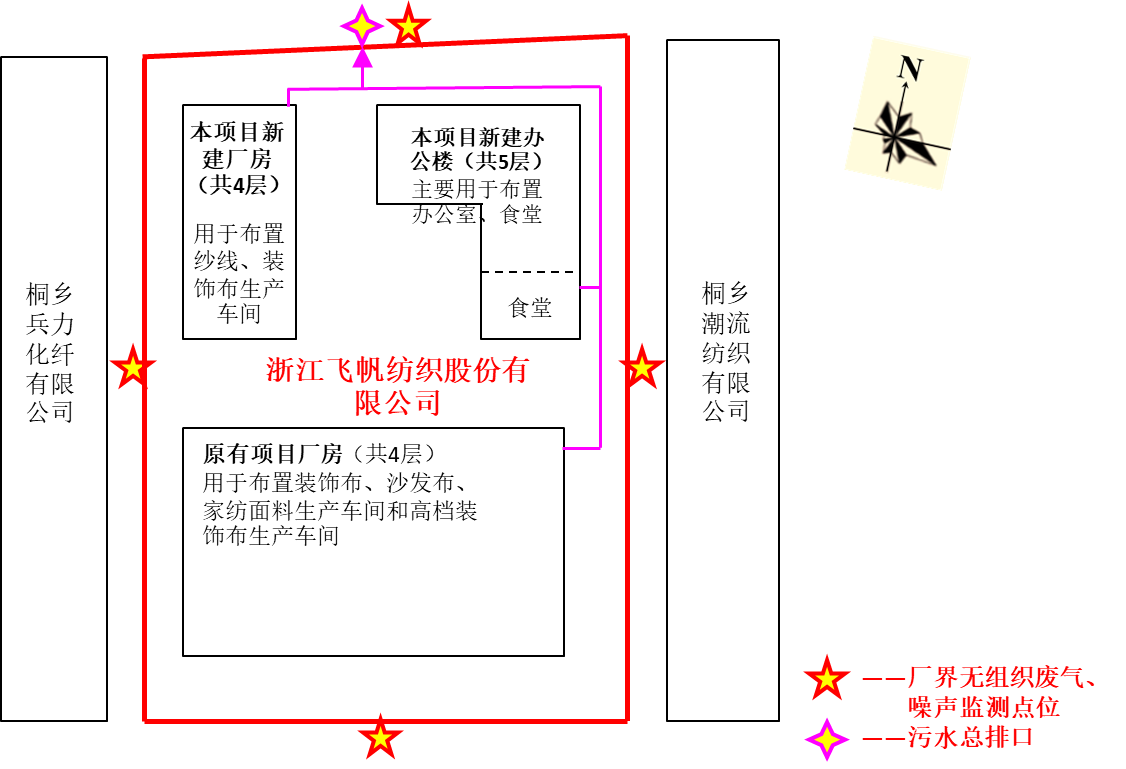 N
本项目新
建厂房
（共4层）
用于布置
纱线、装
饰布生产
车间
本项目新建办
公楼（共5层）
主要用于布置
办公室、食堂
食堂
桐乡
兵力
化纤
有限
公司
桐乡
潮流
纺织
有限
公司
浙江飞帆纺织股份有
限公司
原有项目厂房（共4层）
用于布置装饰布、沙发布、
家纺面料生产车间和高档装
饰布生产车间
——厂界无组织废气、
噪声监测点位
——污水总排口